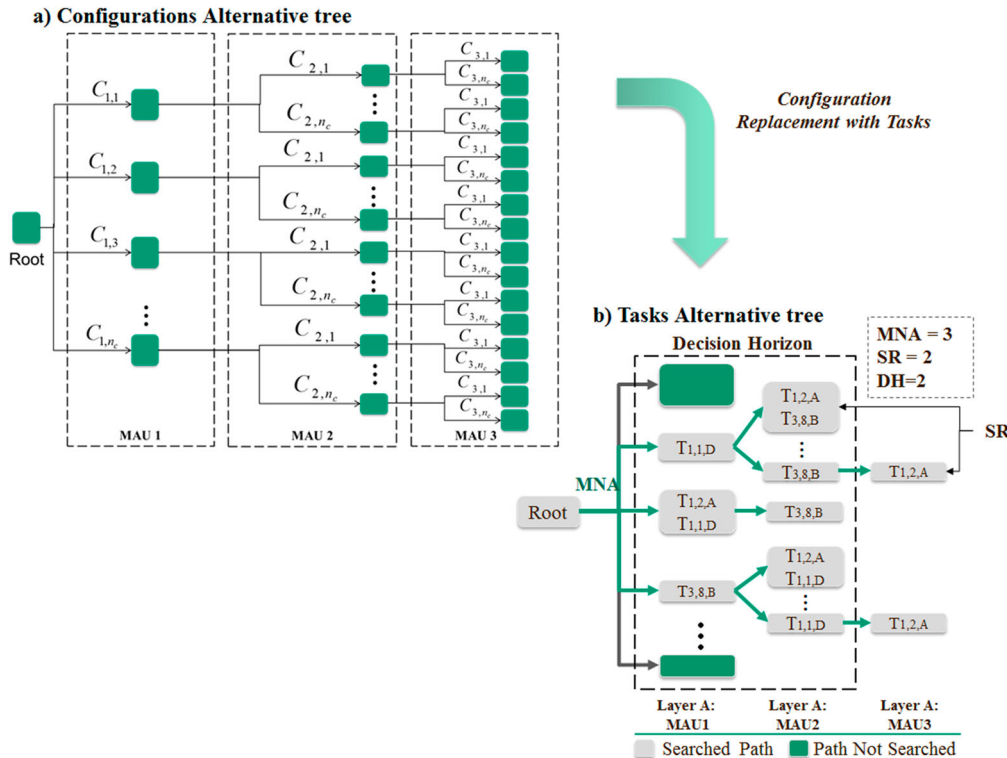 a) Configurations Alternative tree
C1,1
C1,2
C1,3
C1,nc
Root
C2,1
C2,nc
C2,1
C2,nc
C2,1
C2,nc
C2,1
C2,nc
C3,1
C3,nc
C3,1
C3,nc
C3,1
C3,nc
C3,1
C3,nc
C3,1
C3,nc
C3,1
C3,nc
C3,1
C3,nc
C3,1
C3,nc
MAU 1
MAU 2
MAU 3
Configuration
Replacement with Tasks
b) Tasks Alternative tree
Decision Horizon
MNA = 3
SR = 2
DH=2
T1,2,A
T3,8,B
T1,1,D
T3,8,B
T1,2,A
SR
MNA
Root
T1,2,A
T1,1,D
T3,8,B
T1,2,A
T1,1,D
T3,8,B
T1,1,D
T1,2,A
Layer A:
MAU1
Layer A:
MAU2
Layer A:
MAU3
Searched Path
Path Not Searched